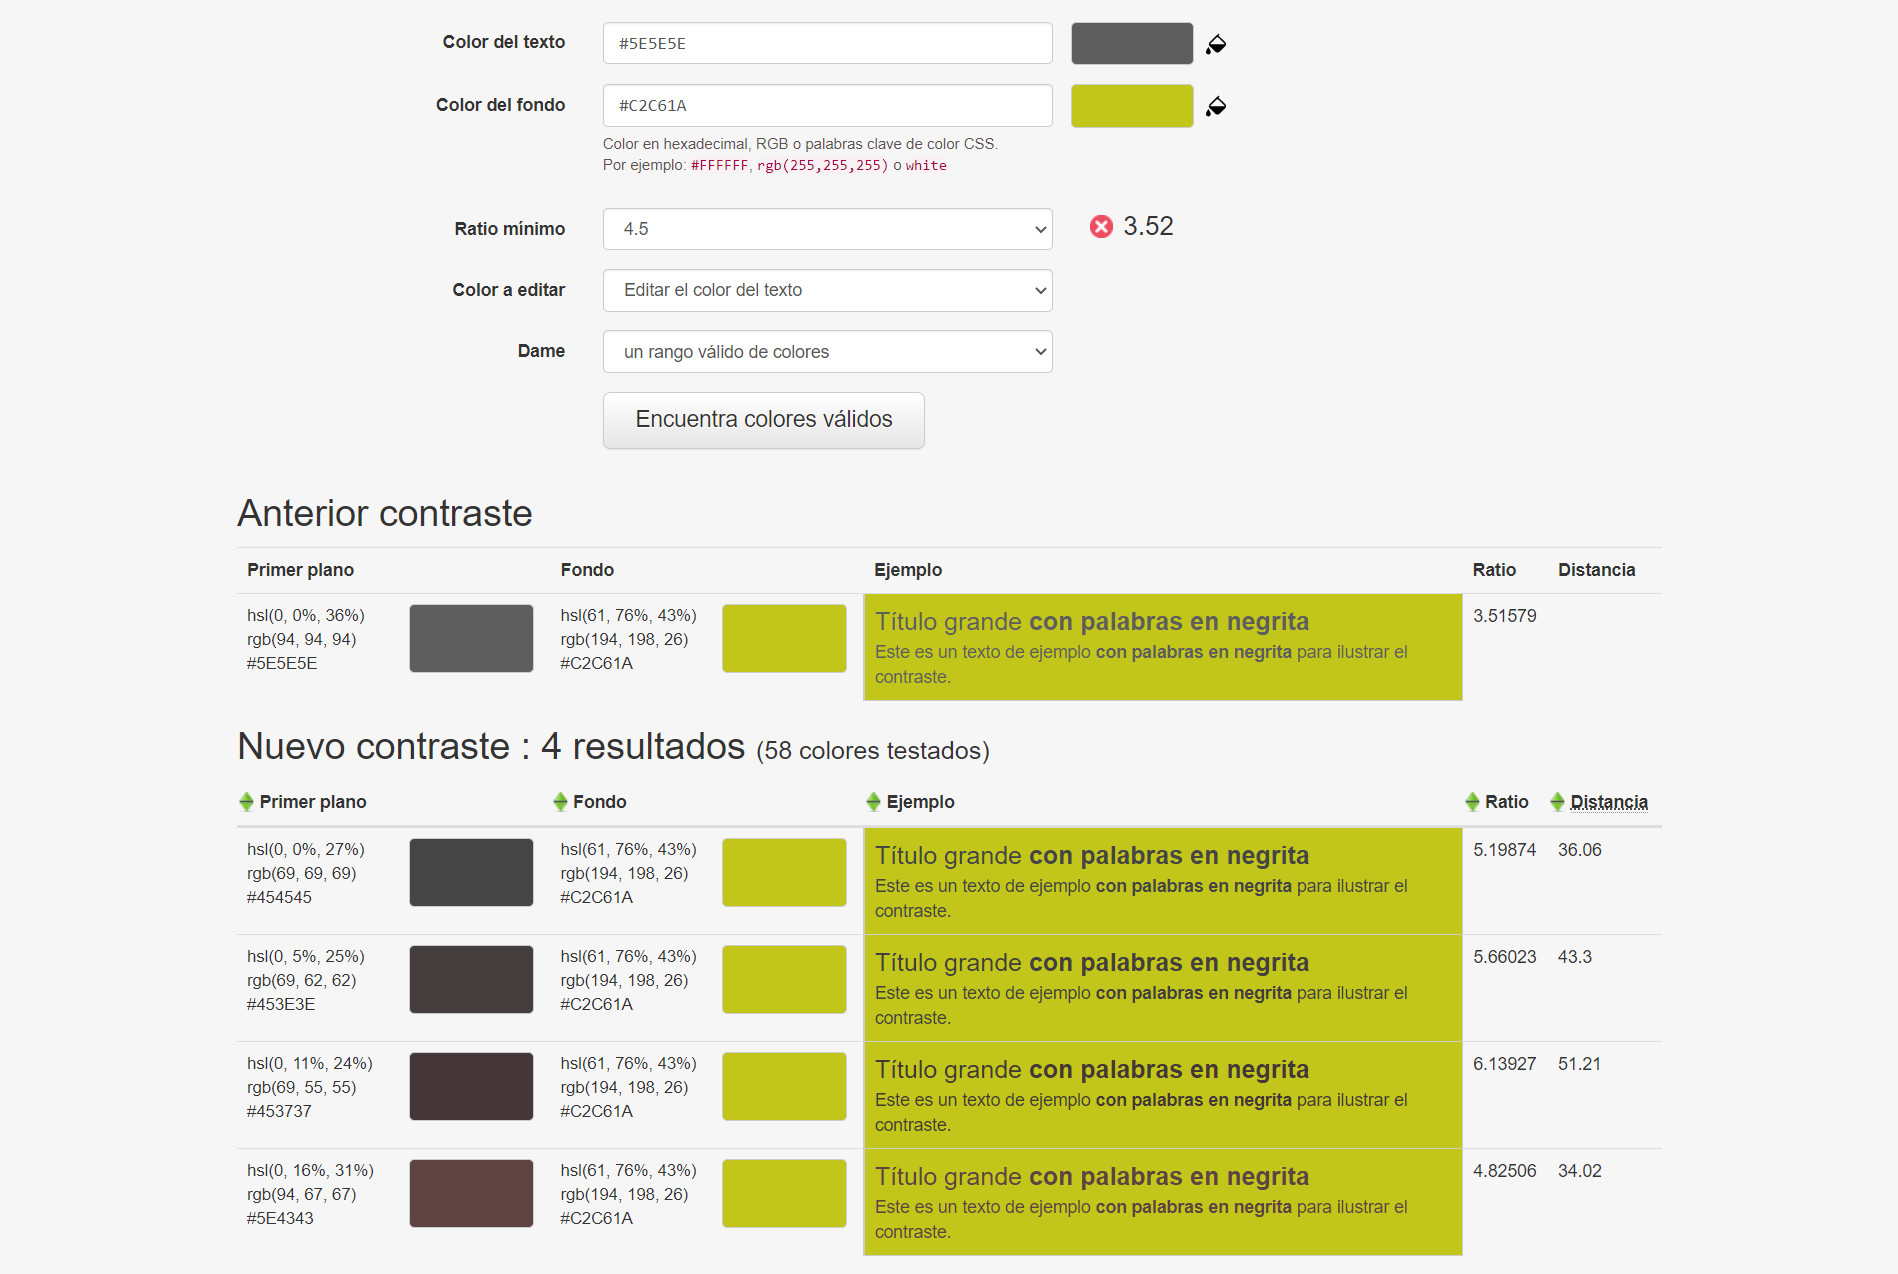 Color del texto #5E5E5E
Color del fondo #C2C61A
Color en hexadecimal, RGB o palabras clave de color CSS.
Por ejemplo: #FFFFFF, rgb(255,255,255) o white
Ratio mínimo 4.5 3.52
Color a editar Editar el color del texto
Dame un rango válido de colores
Encuentra colores válidos
Anterior contraste
Primer plano Fondo Ejemplo Ratio Distancia
hsl(0, 0%, 36%) hsl(61, 76%, 43%) Título grande con palabras en negrita 3.51579
rgb(94, 94, 94) rgb(194, 198, 26) Este es un texto de ejemplo con palabras en negrita para ilustrar el
#5E5E5E #C2C61A contraste.
Nuevo contraste : 4 resultados (58 colores testados)
Primer plano Fondo Ejemplo Ratio Distancia
hsl(0, 0%, 27%) hsl(61, 76%, 43%) Título grande con palabras en negrita 5.19874 36.06
rgb(69, 69, 69) rgb(194, 198, 26) Este es un texto de ejemplo con palabras en negrita para ilustrar el
#454545 #C2C61A contraste.
hsl(0, 5%, 25%) hsl(61, 76%, 43%) Título grande con palabras en negrita 5.66023 43.3
rgb(69, 62, 62) rgb(194, 198, 26) Este es un texto de ejemplo con palabras en negrita para ilustrar el
#453E3E #C2C61A contraste.
hsl(0, 11%, 24%) hsl(61, 76%, 43%) Título grande con palabras en negrita 6.13927 51.21
rgb(69, 55, 55) rgb(194, 198, 26) Este es un texto de ejemplo con palabras en negrita para ilustrar el
#453737 #C2C61A contraste.
hsl(0, 16%, 31%) hsl(61, 76%, 43%) Título grande con palabras en negrita 4.82506 34.02
rgb(94, 67, 67) rgb(194, 198, 26) Este es un texto de ejemplo con palabras en negrita para ilustrar el
#5E4343 #C2C61A contraste.